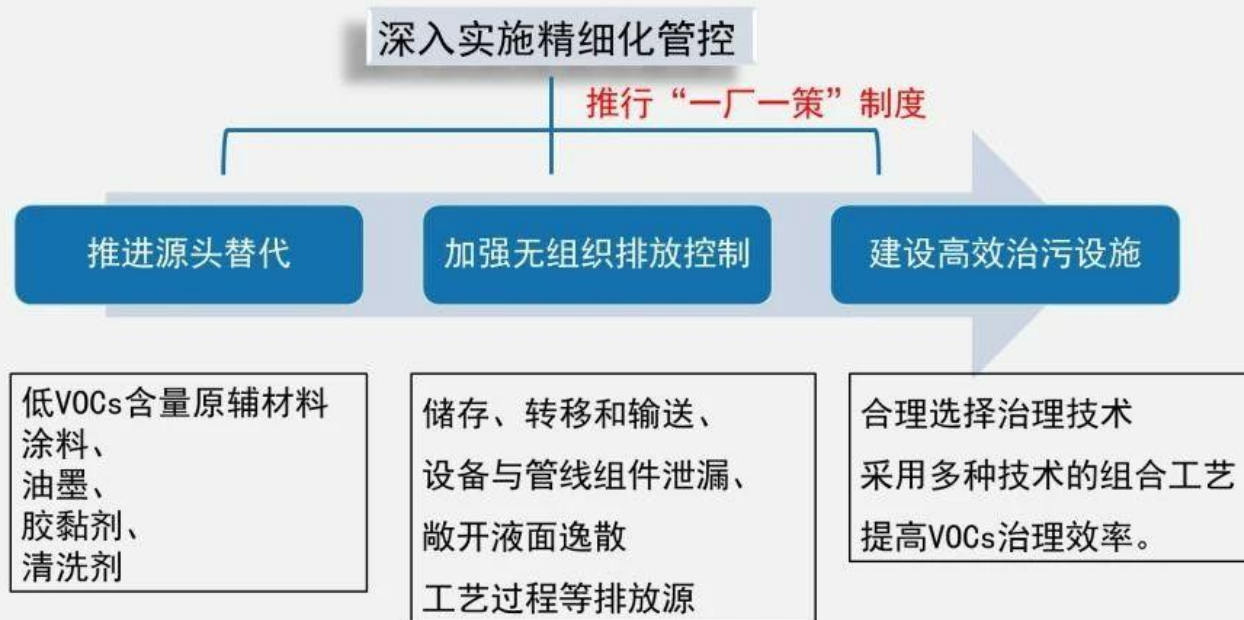 深入实施精细化管控
推行“一厂一策”制度
推进源头替代
加强无组织排放控制
建设高效治污设施
低VOCs含量原辅材料
涂料、
油墨、
胶黏剂、
清洗剂
储存、转移和输送、
设备与管线组件泄漏、
敞开液面逸散
工艺过程等排放源
合理选择治理技术
采用多种技术的组合工艺
提高VOCs治理效率。